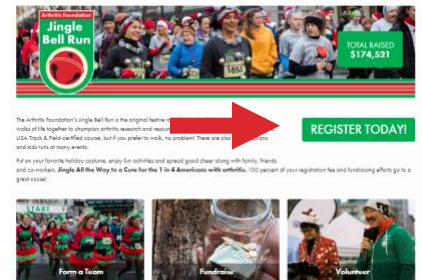 Arthritis Foundation
Jingle
Bell Run
1853
TOTAL RAISED
$174,521
The Arthritis Foundation's Jingle Bell Run is the original festive
walks of life together to champion arthritis research and
USA Track & Field-certified course, but if you prefer to walk, no problem! There are also
and kids runs at many events.
REGISTER TODAY!
Put on your favorite holiday costume, enjoy fun activities and spread good cheer along with family, friends
and co-workers. Jingle All the Way to a Cure for the 1 in 4 Americans with arthritis. 100 percent of your registration fee and fundraising efforts go to a
great cause!
START
Form a Team
Fundraise
Volunteer